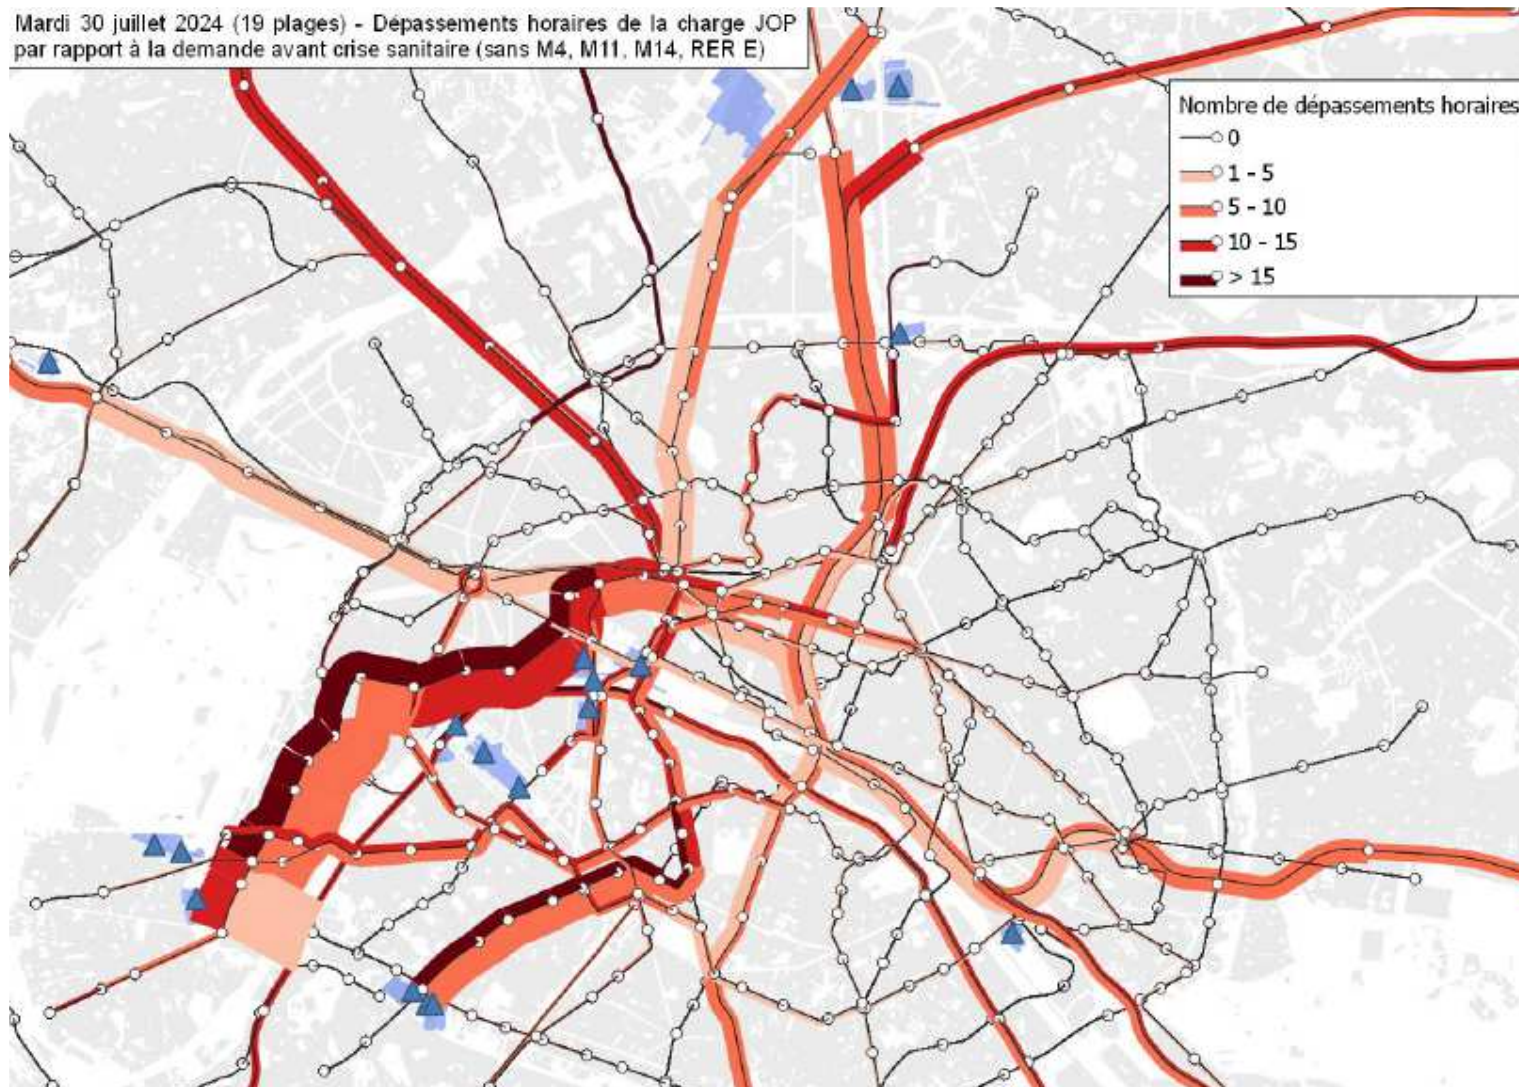 Mardi 30 juillet 2024 (19 plages) - Dépassements horaires de la charge JOP
par rapport à la demande avant crise sanitaire (sans M4, M11, M14, RER E)
Nombre de dépassements horaires
0
1 - 5
5 - 10
10 - 15
> 15